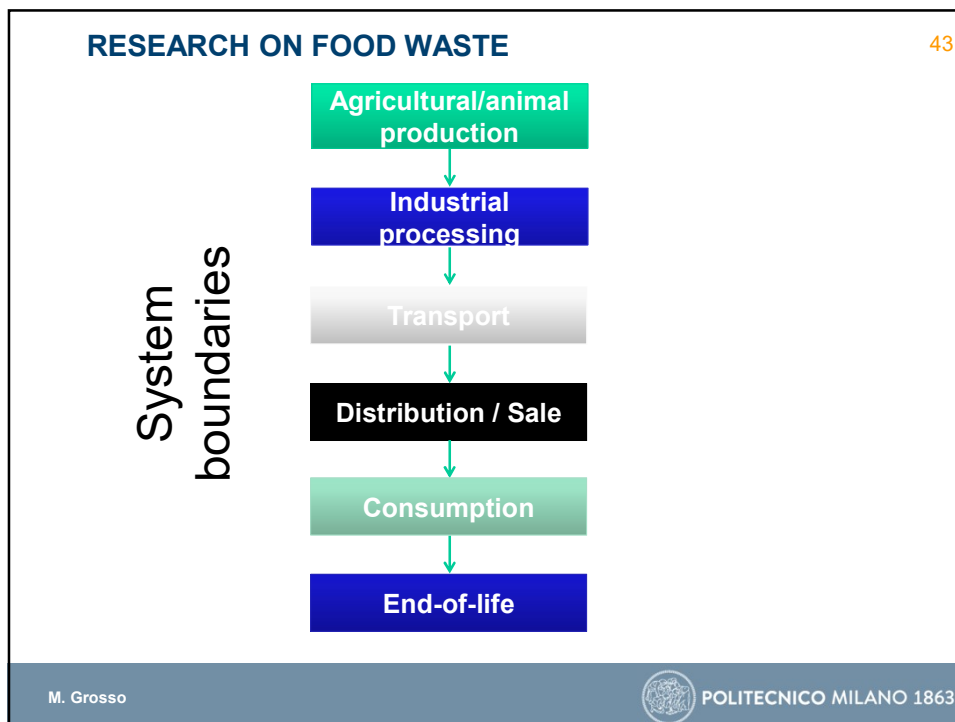 RESEARCH ON FOOD WASTE
43
Agricultural/animal
production
Industrial
processing
System
boundaries
Transport
Distribution / Sale
Consumption
End-of-life
M. Grosso
POLITECNICO MILANO 1863